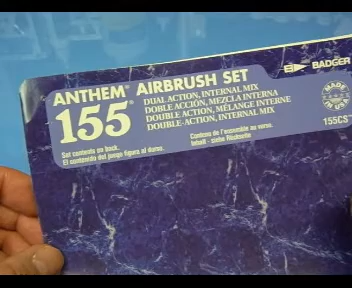 BADGER
ANTHEM® AIRBRUSH SET
155®
DUAL ACTION, INTERNAL MIX
DOBLE ACCIÓN, MEZCLA INTERNA
DOUBLE ACTION, MÉLANGE INTERNE
DOUBLE-ACTION, INTERNAL MIX
MADE
IN USA
155CS™
Set contents on back.
El contenido del juego figura al dorso.
Contenu de l'ensemble au verso.
Inhalt - siehe Rückseite